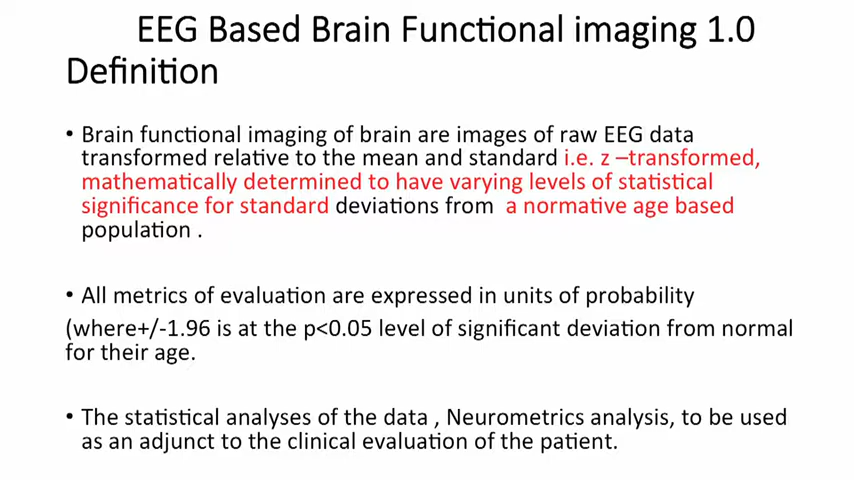 EEG Based Brain Functional imaging 1.0
Definition
• Brain functional imaging of brain are images of raw EEG data
transformed relative to the mean and standard i.e. z –transformed,
mathematically determined to have varying levels of statistical
significance for standard deviations from a normative age based
population .
• All metrics of evaluation are expressed in units of probability
(where+/-1.96 is at the p<0.05 level of significant deviation from normal
for their age.
• The statistical analyses of the data , Neurometrics analysis, to be used
as an adjunct to the clinical evaluation of the patient.